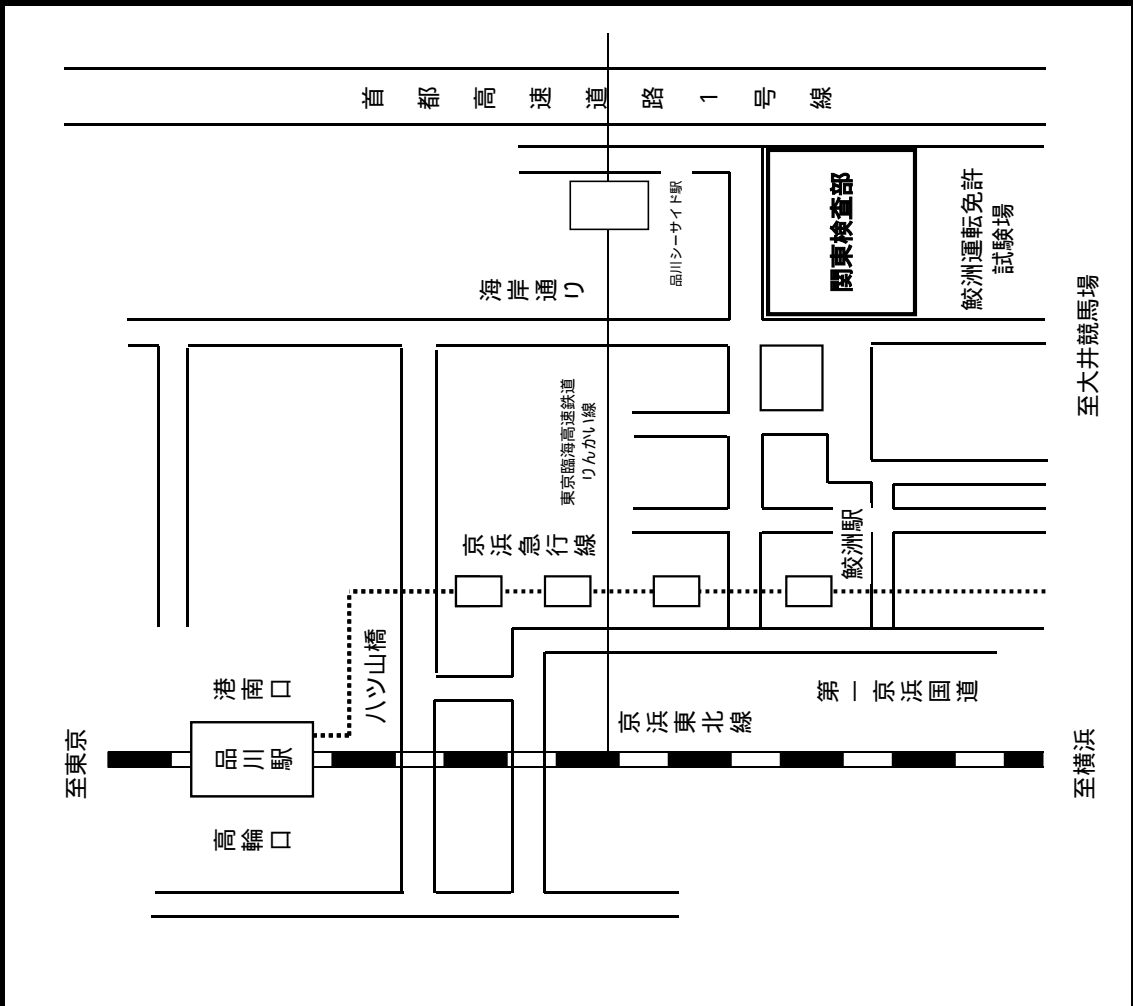 首都高速道路1号線
品川シーサイド駅
関東検査部
鮫洲運転免許
試験場
海岸通り
至大井競馬場
東京臨海高速鉄道
りんかい線
京浜急行線
鮫洲駅
八ツ山橋
港南口
第一京浜国道
京浜東北線
至東京
品川駅
至横浜
高輪口